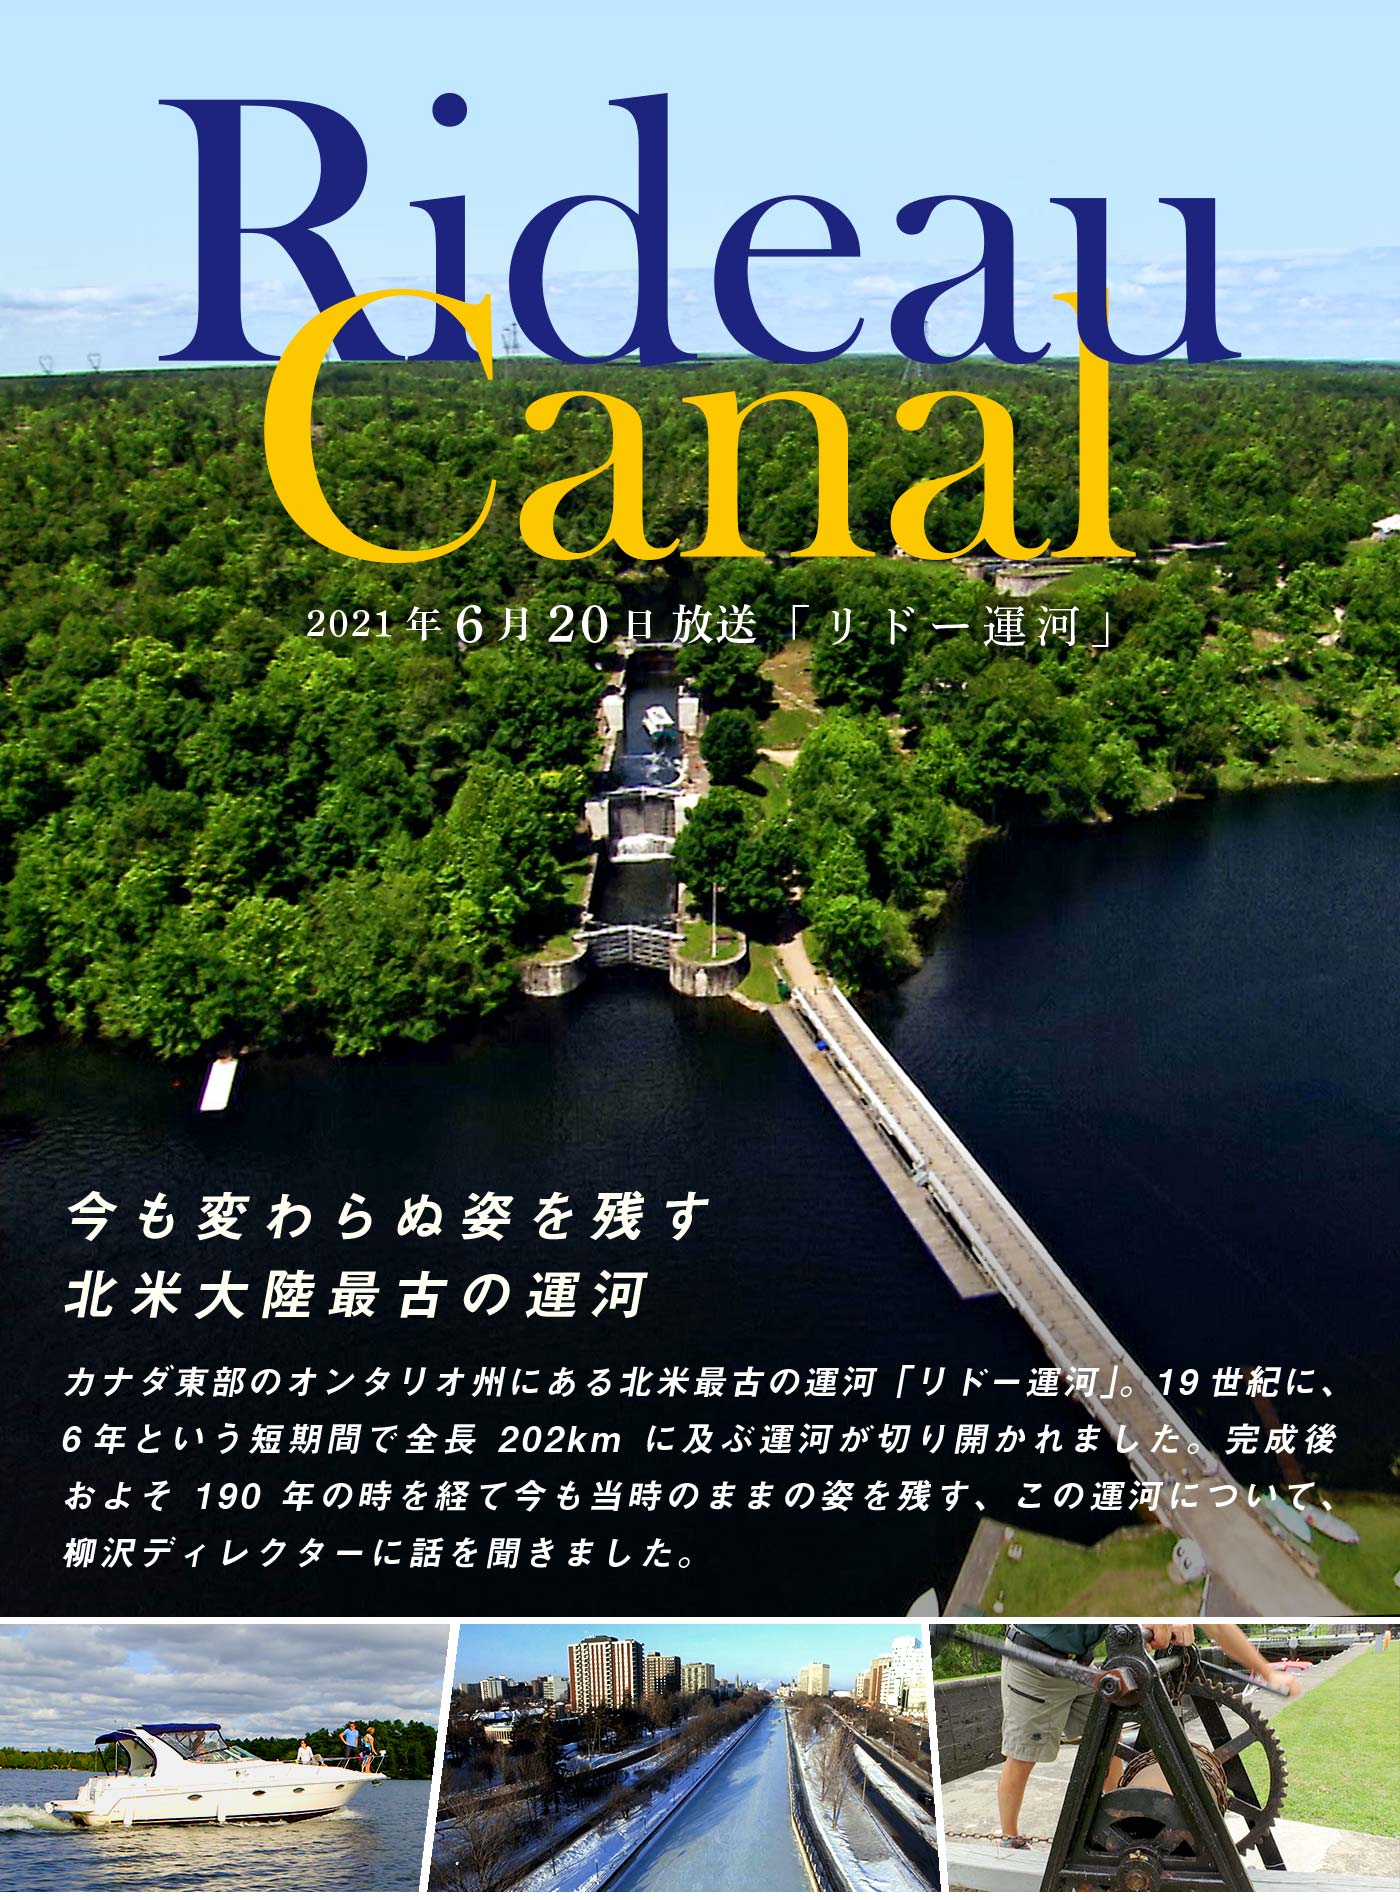 Rideau
Canal
2021年6月20日 放送「リドー運河」
今も変わらぬ姿を残す
北米大陸最古の運河
カナダ東部のオンタリオ州にある北米最古の運河「リドー運河」。19世紀に、
6年という短期間で全長 202km に及ぶ運河が切り開かれました。完成後
およそ 190 年の時を経て今も当時のままの姿を残す、この運河について、
柳沢ディレクターに話を聞きました。